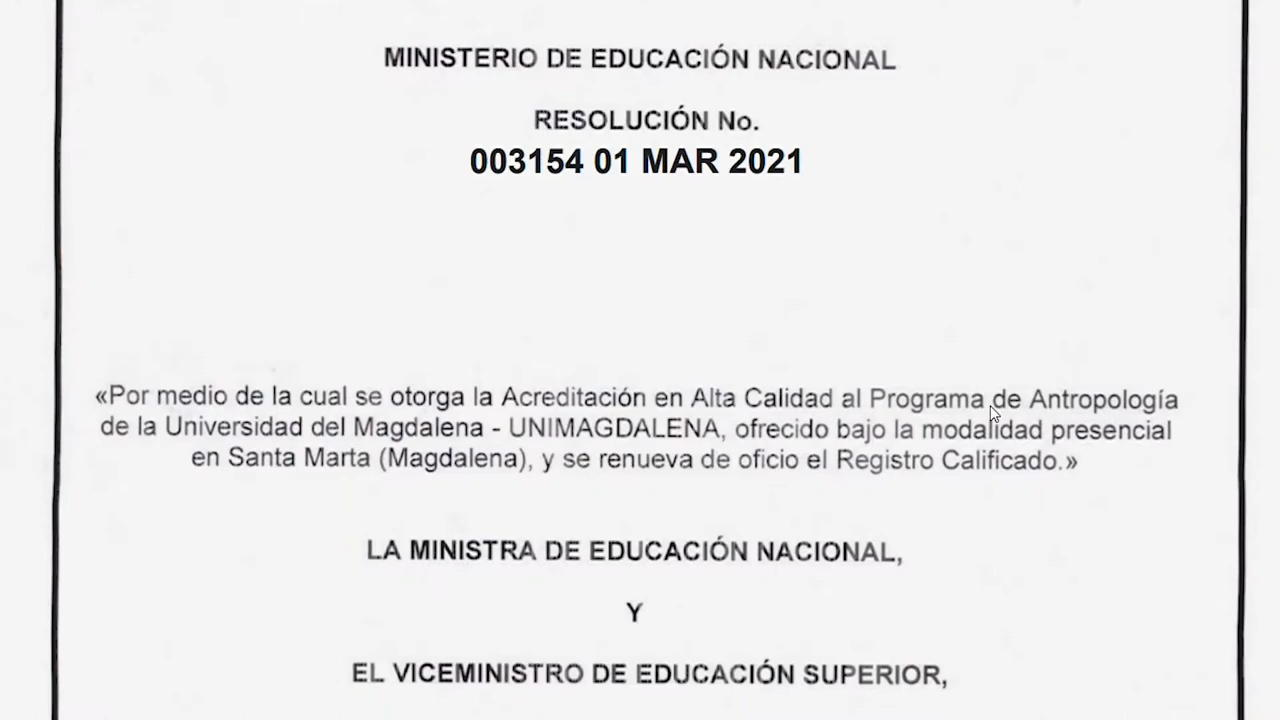 MINISTERIO DE EDUCACIÓN NACIONAL
RESOLUCIÓN No.
003154 01 MAR 2021
«Por medio de la cual se otorga la Acreditación en Alta Calidad al Programa de Antropología
de la Universidad del Magdalena - UNIMAGDALENA, ofrecido bajo la modalidad presencial
en Santa Marta (Magdalena), y se renueva de oficio el Registro Calificado.»
LA MINISTRA DE EDUCACIÓN NACIONAL,
Y
EL VICEMINISTRO DE EDUCACIÓN SUPERIOR,